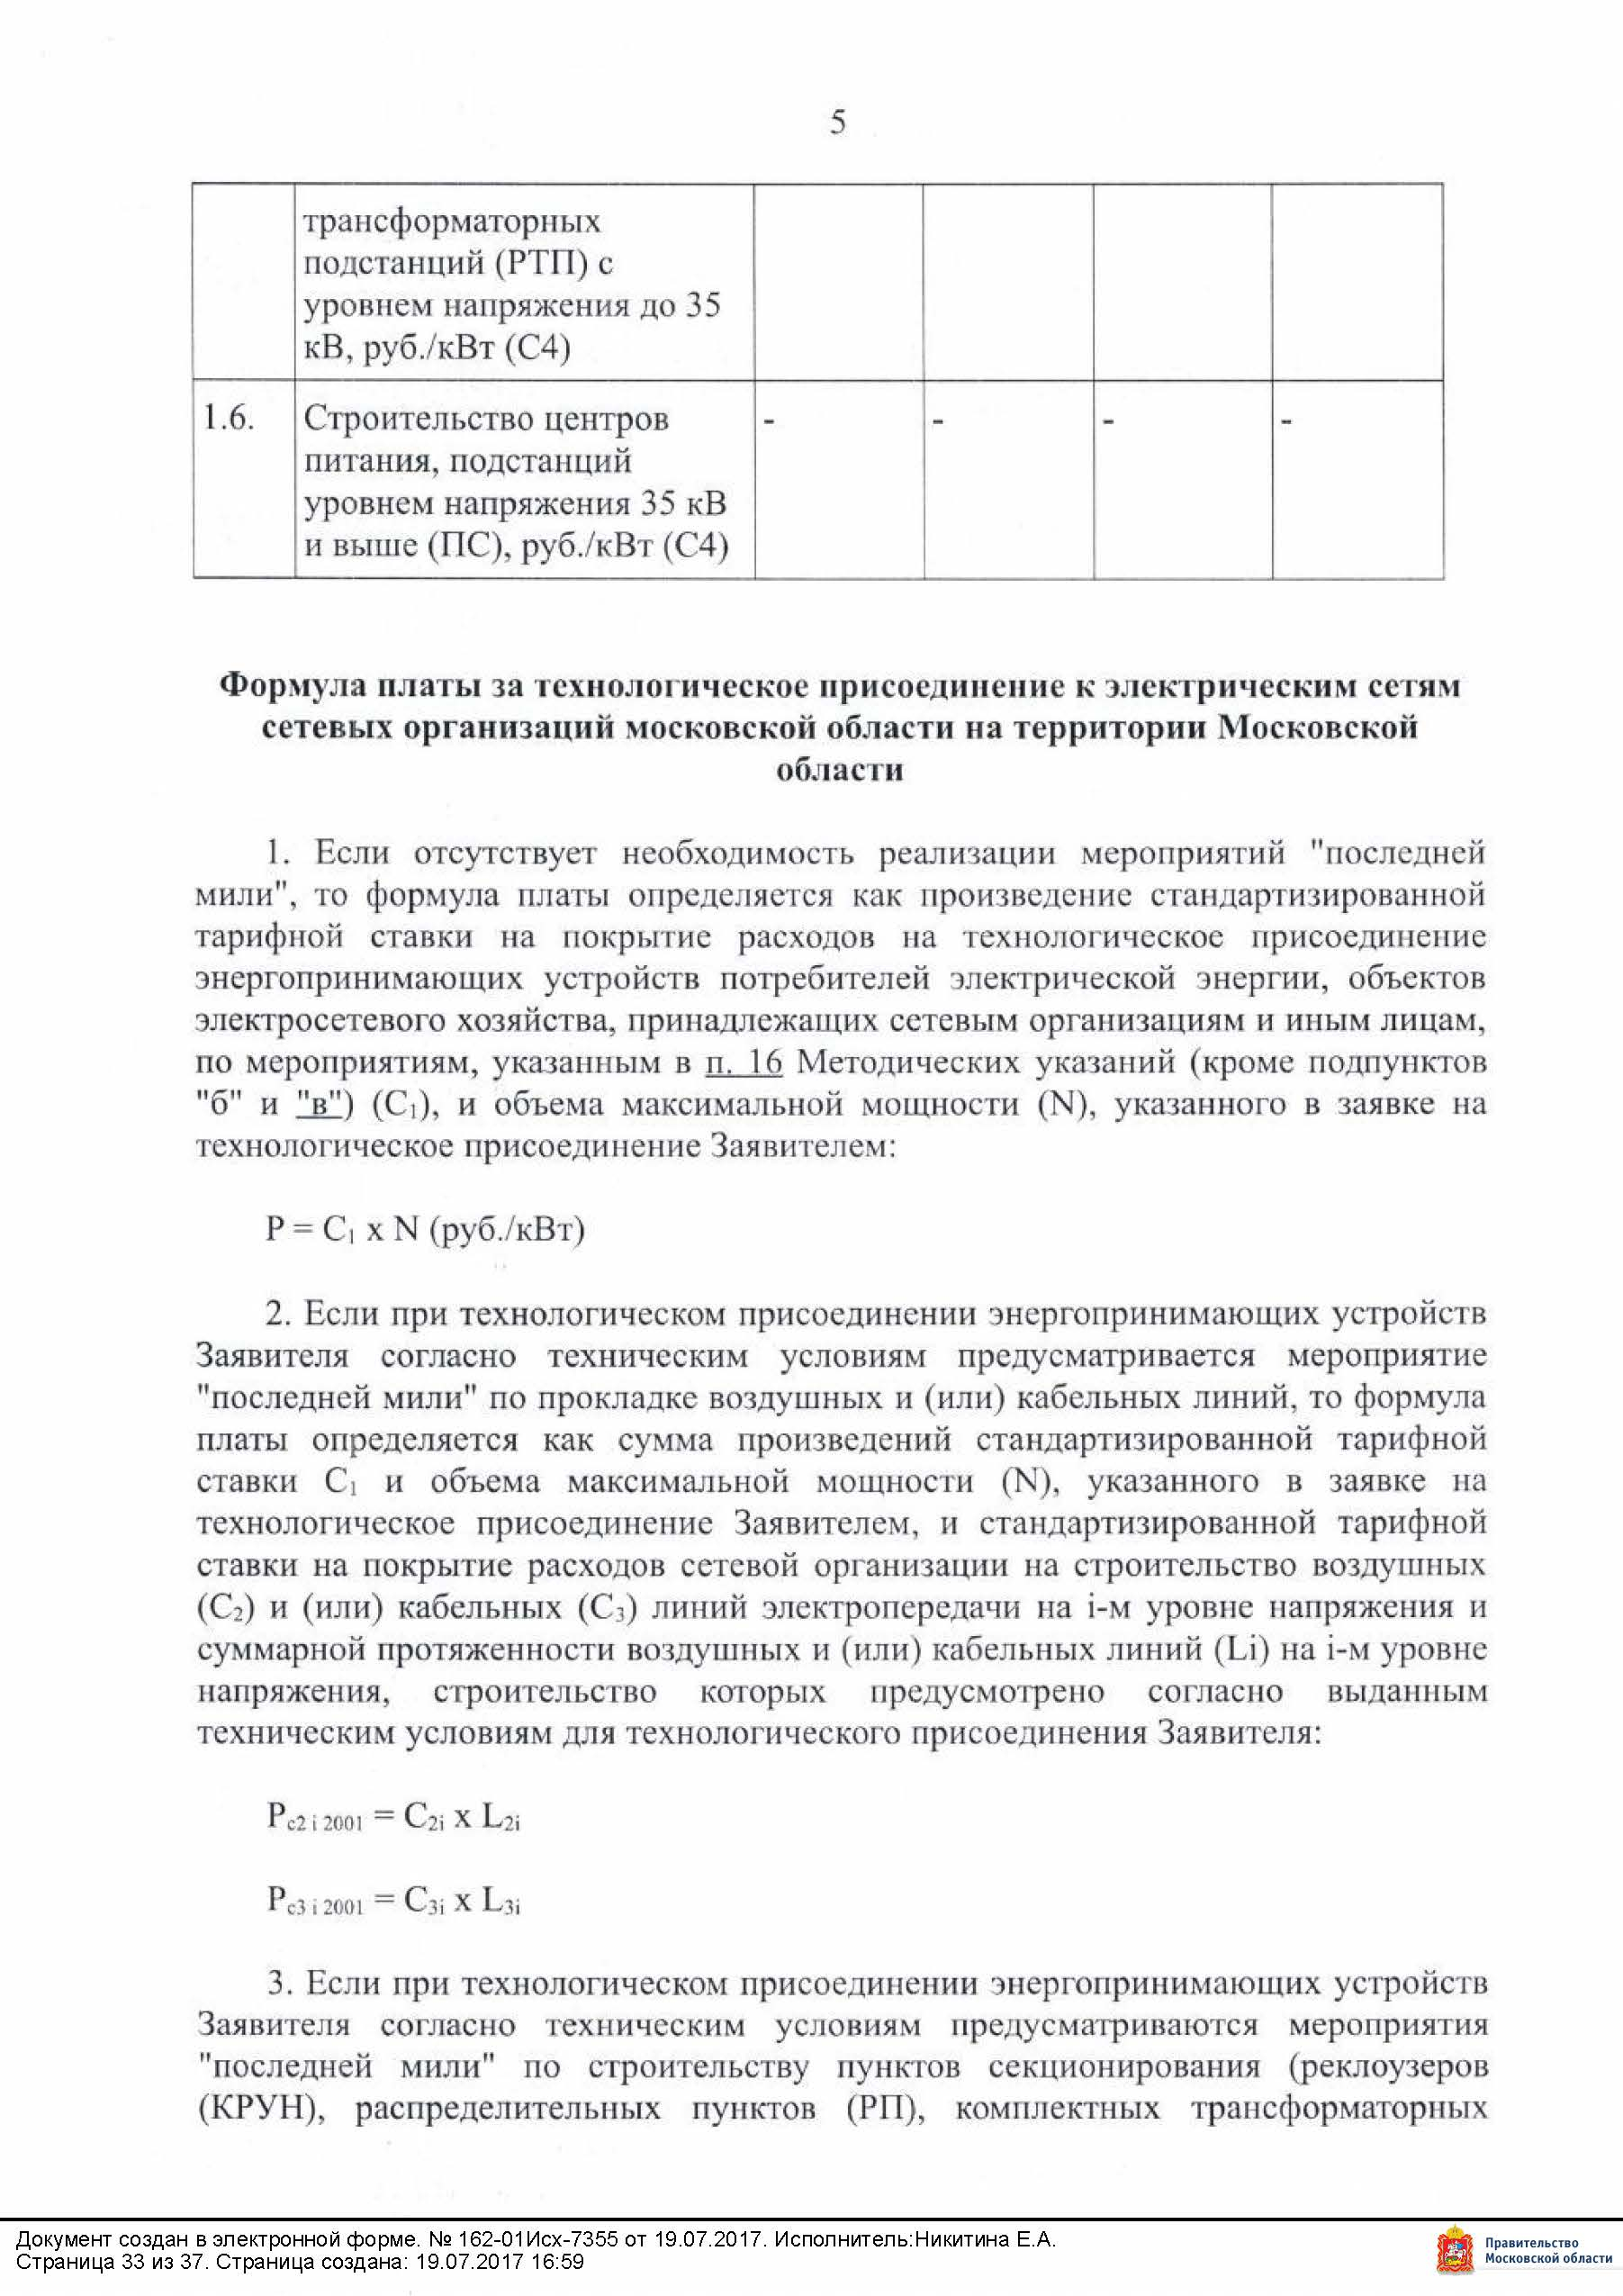 5
трансформаторных
подстанций (РТП) с
уровнем напряжения до 35
кВ, руб./кВт (С4)
1.6. Строительство центров - - - -
питания, подстанций
уровнем напряжения 35 кВ
и выше (ПС), руб./кВт (С4)
Формула платы за технологическое присоединение к электрическим сетям
сетевых организаций московской области на территории Московской
области
1. Если отсутствует необходимость реализации мероприятий "последней
мили", то формула платы определяется как произведение стандартизированной
тарифной ставки на покрытие расходов на технологическое присоединение
энергопринимающих устройств потребителей электрической энергии, объектов
электросетевого хозяйства, принадлежащих сетевым организациям и иным лицам,
по мероприятиям, указанным в п. 16 Методических указаний (кроме подпунктов
"б" и "в") (С₁), и объема максимальной мощности (N), указанного в заявке на
технологическое присоединение Заявителем:
P = C₁ x N (руб./кВт)
2. Если при технологическом присоединении энергопринимающих устройств
Заявителя согласно техническим условиям предусматривается мероприятие
"последней мили" по прокладке воздушных и (или) кабельных линий, то формула
платы определяется как сумма произведений стандартизированной тарифной
ставки С₁ и объема максимальной мощности (N), указанного в заявке на
технологическое присоединение Заявителем, и стандартизированной тарифной
ставки на покрытие расходов сетевой организации на строительство воздушных
(С₂) и (или) кабельных (С₃) линий электропередачи на i-м уровне напряжения и
суммарной протяженности воздушных и (или) кабельных линий (Li) на i-м уровне
напряжения, строительство которых предусмотрено согласно выданным
техническим условиям для технологического присоединения Заявителя:
Pc2 i 2001 = C2i x L2i
Pc3 i 2001 = C3i x L3i
3. Если при технологическом присоединении энергопринимающих устройств
Заявителя согласно техническим условиям предусматриваются мероприятия
"последней мили" по строительству пунктов секционирования (реклоузеров
(КРУН), распределительных пунктов (РП), комплектных трансформаторных
Документ создан в электронной форме. № 162-01Исх-7355 от 19.07.2017. Исполнитель:Никитина Е.А.
Страница 33 из 37. Страница создана: 19.07.2017 16:59
Правительство
Московской области